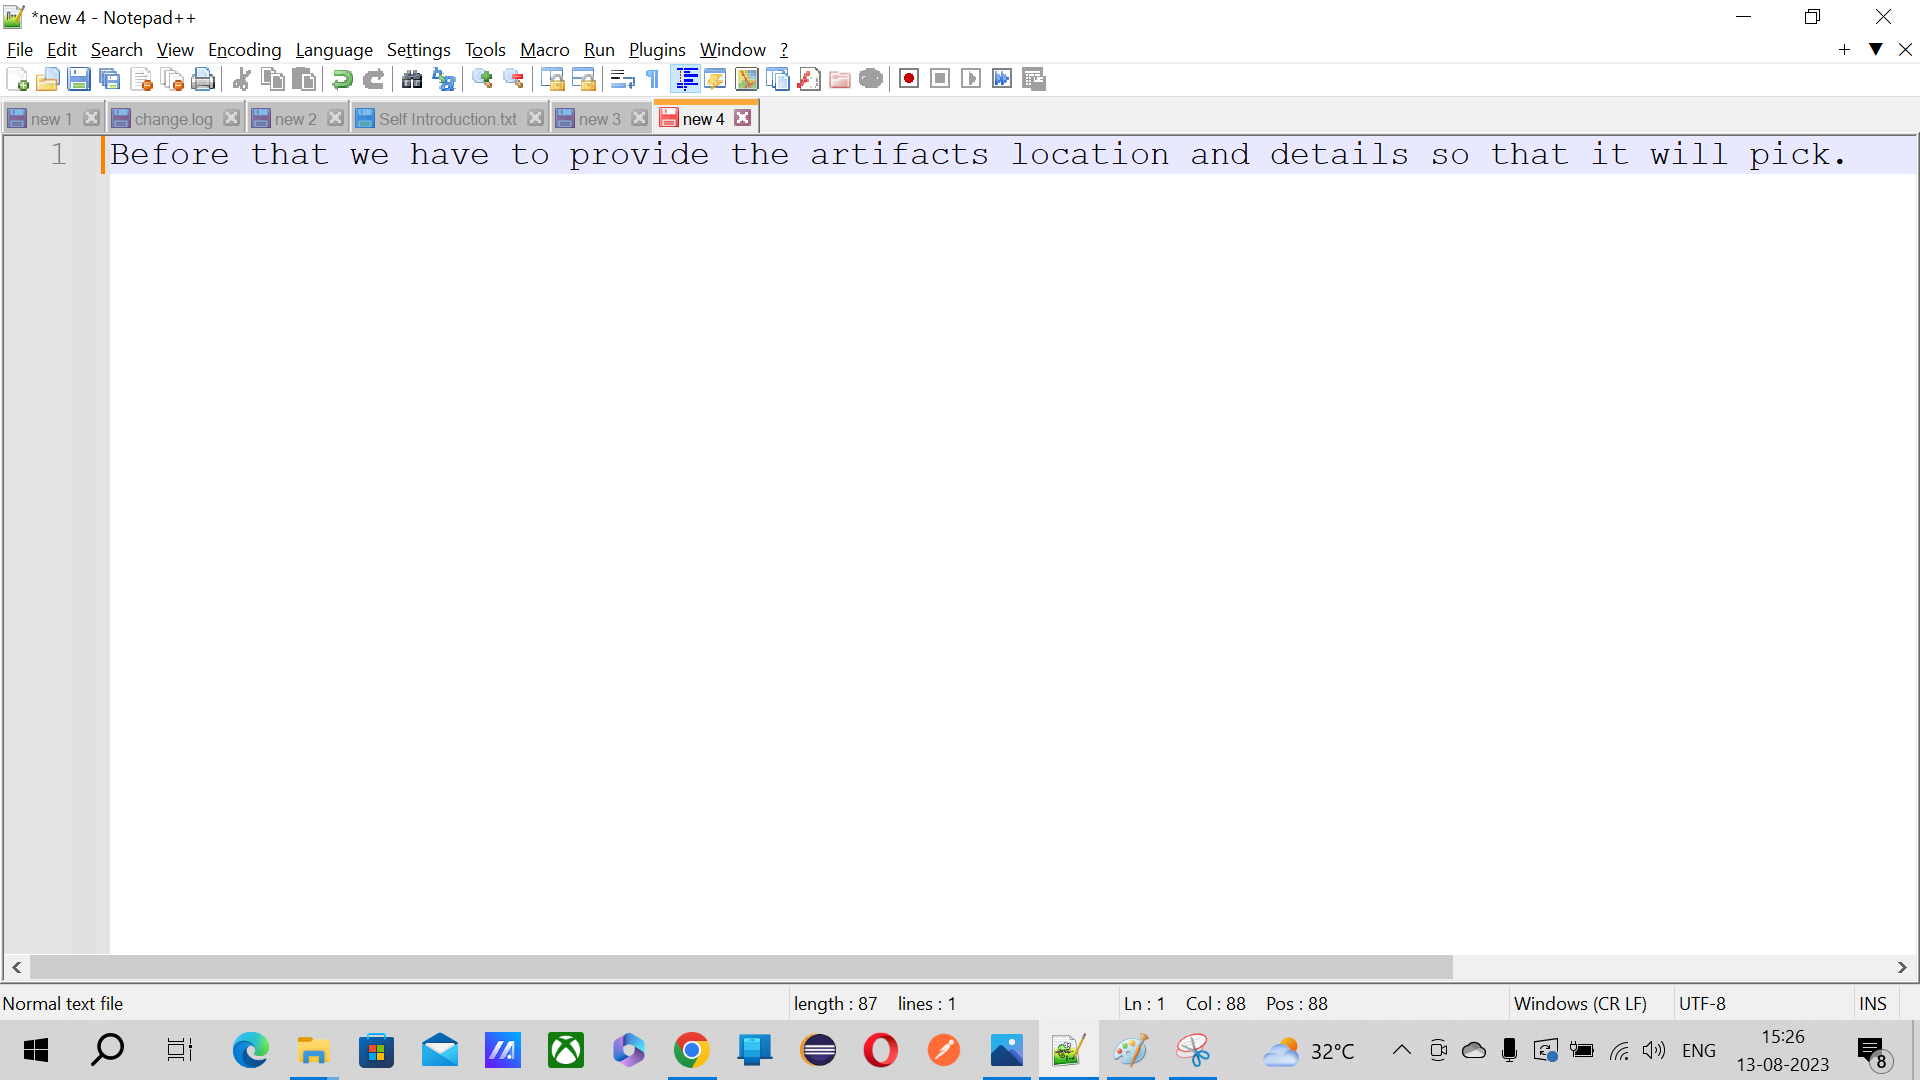 *new 4 - Notepad++
File Edit Search View Encoding Language Settings Tools Macro Run Plugins Window ?
new 1 change.log new 2 Self Introduction.txt new 3 new 4
1 Before that we have to provide the artifacts location and details so that it will pick.
Normal text file length : 87 lines : 1 Ln : 1 Col : 88 Pos : 88 Windows (CR LF) UTF-8 INS
32°C ENG 15:26
13-08-2023 8